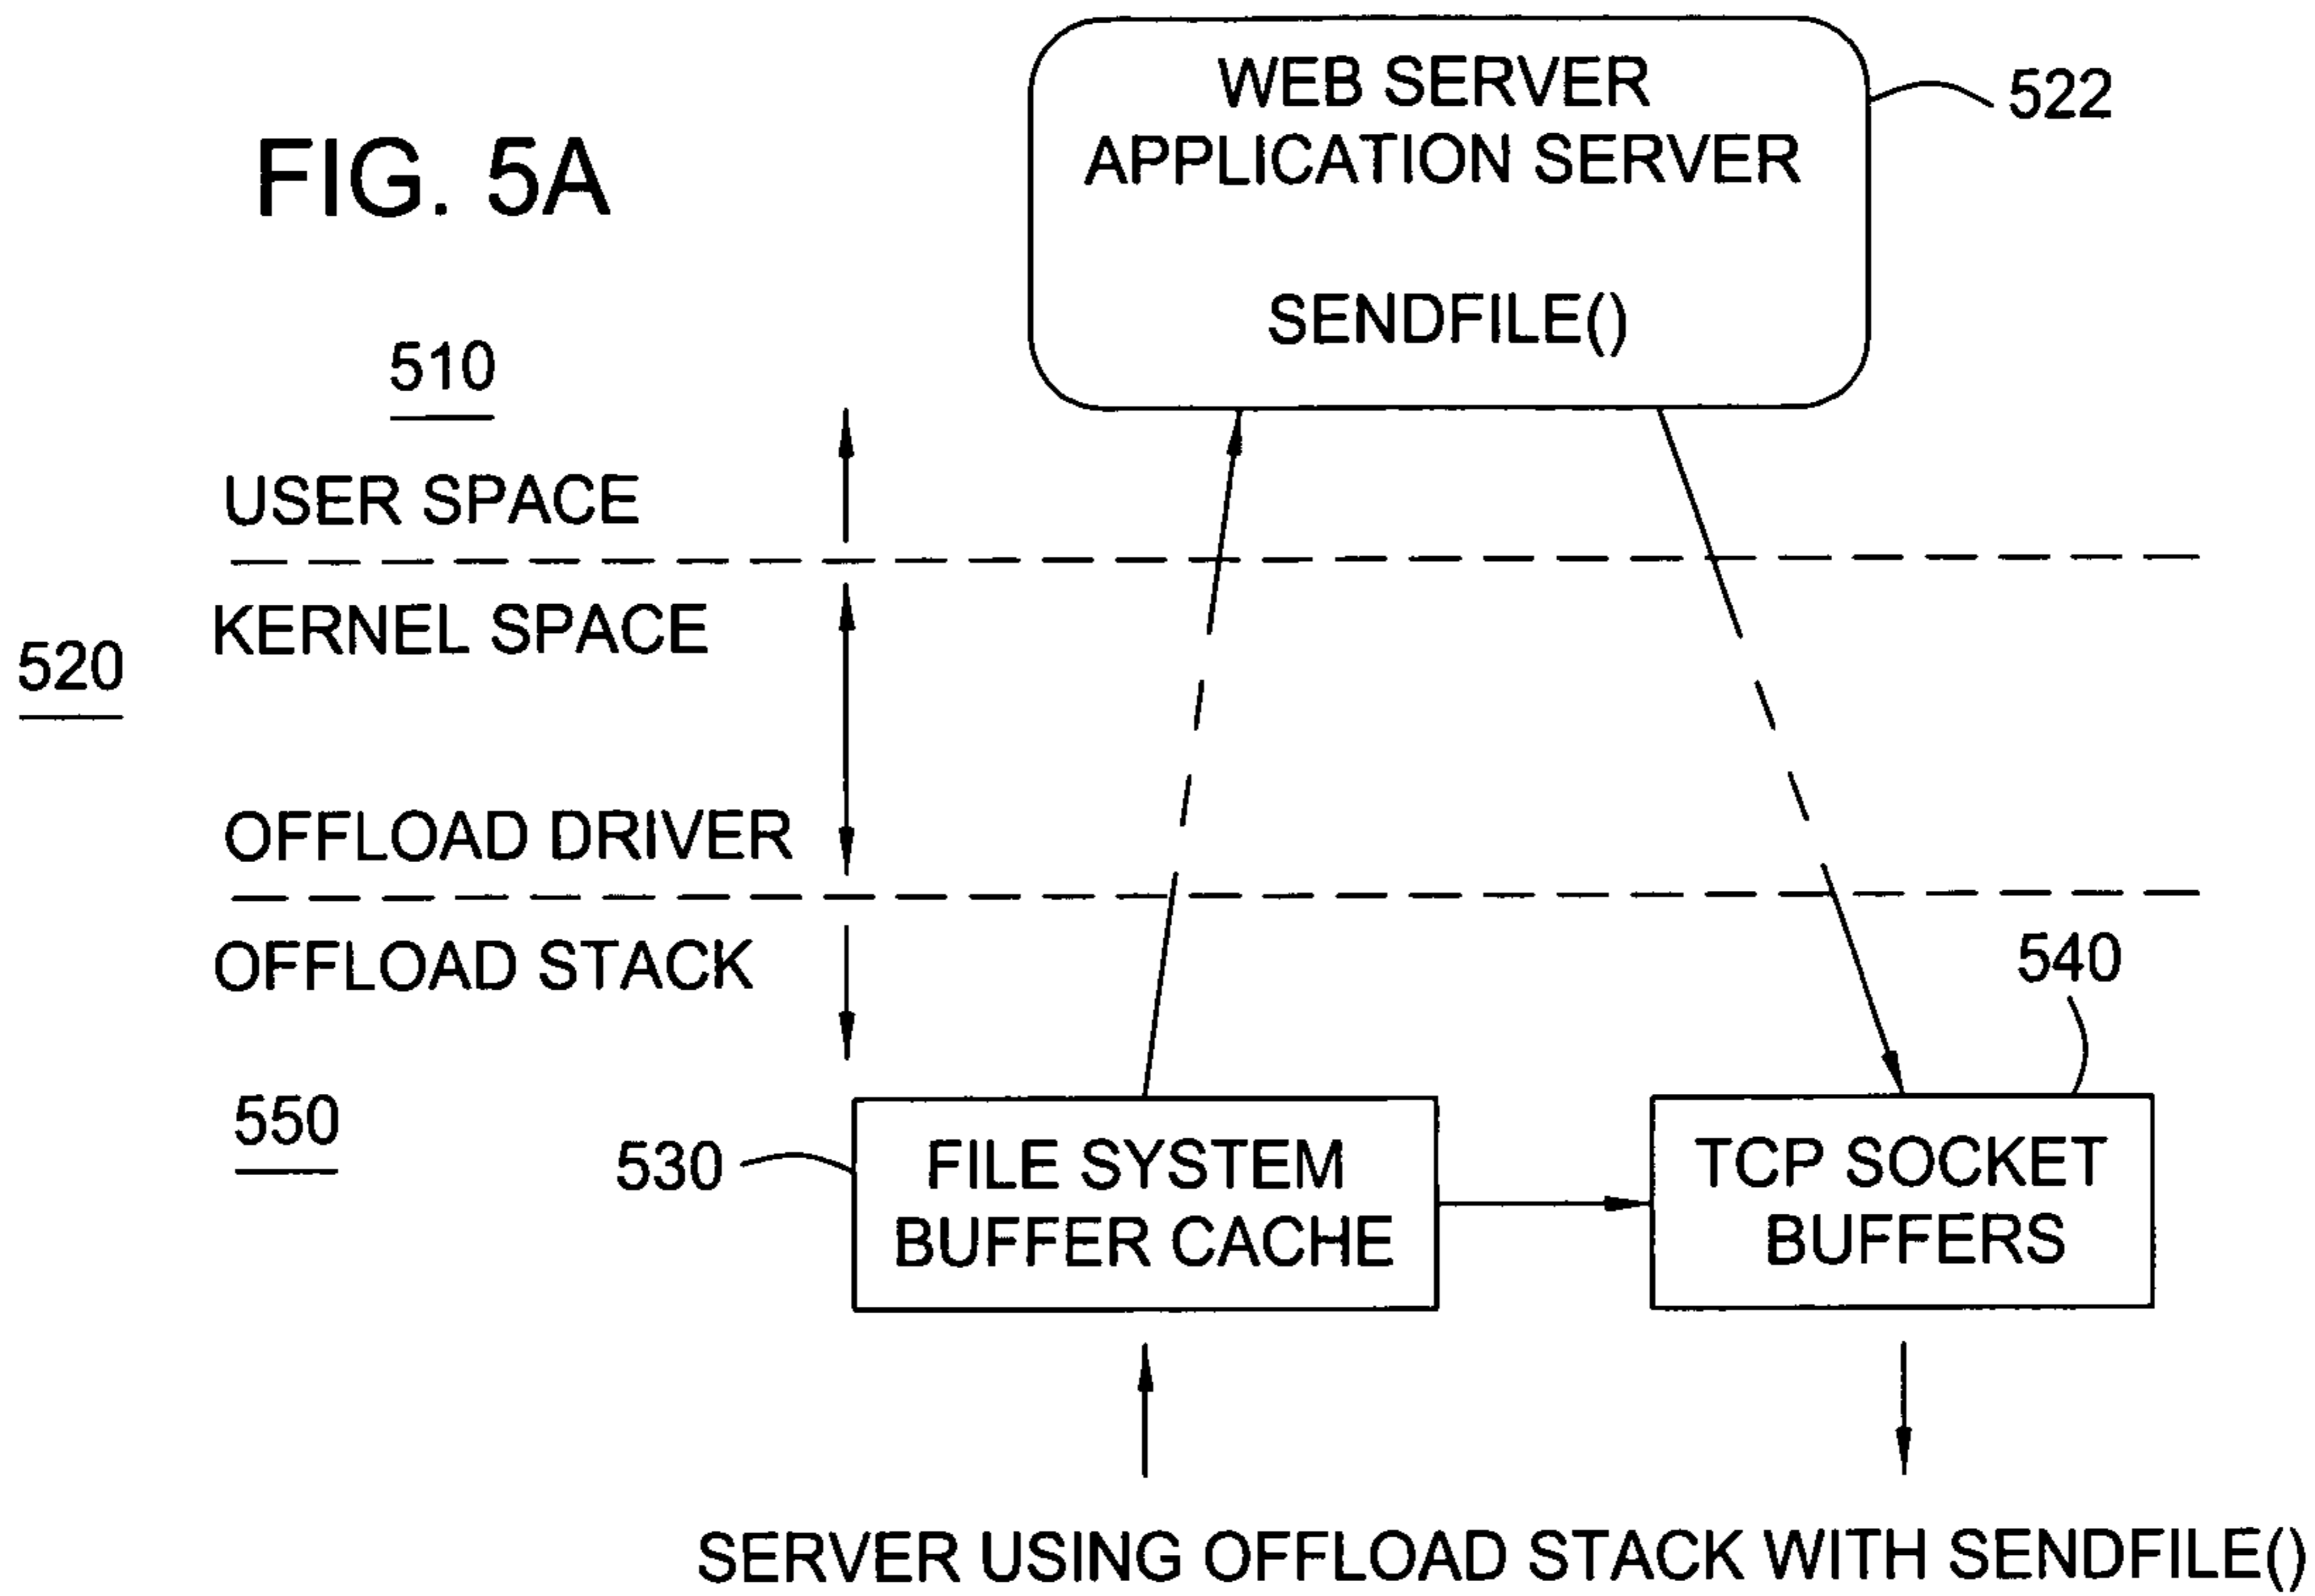 WEB SERVER
APPLICATION SERVER
SENDFILE()
522
FIG. 5A
510
USER SPACE
KERNEL SPACE
520
OFFLOAD DRIVER
OFFLOAD STACK
540
550
530
FILE SYSTEM
BUFFER CACHE
TCP SOCKET
BUFFERS
SERVER USING OFFLOAD STACK WITH SENDFILE()